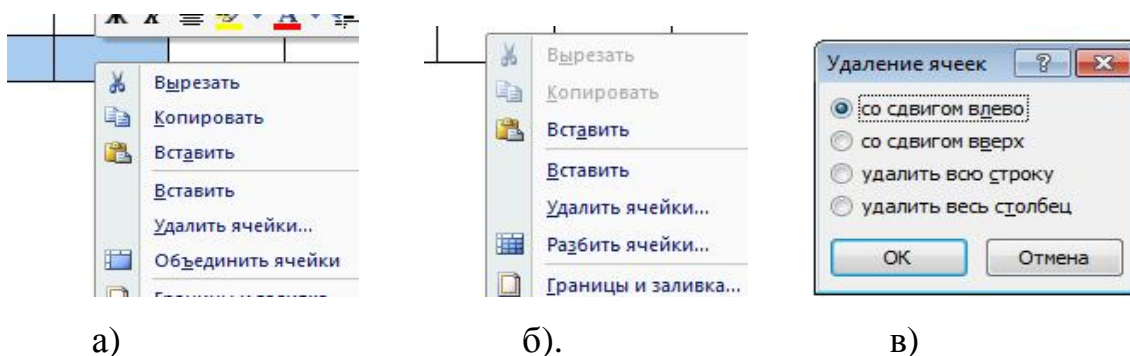 Ж К А
Вырезать
Копировать
Вставить
Вставить
Удалить ячейки...
Объединить ячейки
Вырезать
Копировать
Вставить
Вставить
Удалить ячейки...
Разбить ячейки...
Границы и заливка...
Удаление ячеек ?
со сдвигом влево
со сдвигом вверх
удалить всю строку
удалить весь столбец
ОК Отмена
а) б). в)